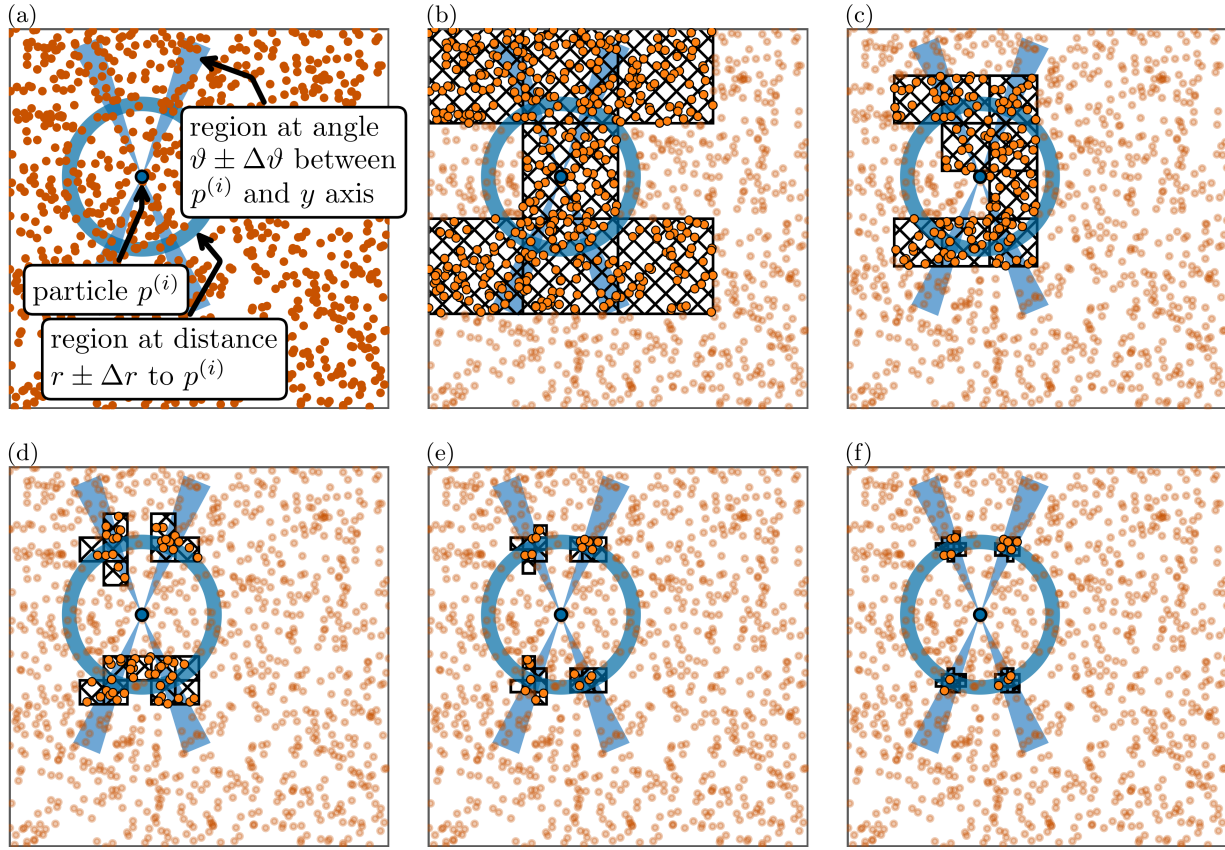 (a)
(b)
(c)
region at angle
ϑ ± Δϑ between
p⁽ⁱ⁾ and y axis
particle p⁽ⁱ⁾
region at distance
r ± Δr to p⁽ⁱ⁾
(d)
(e)
(f)